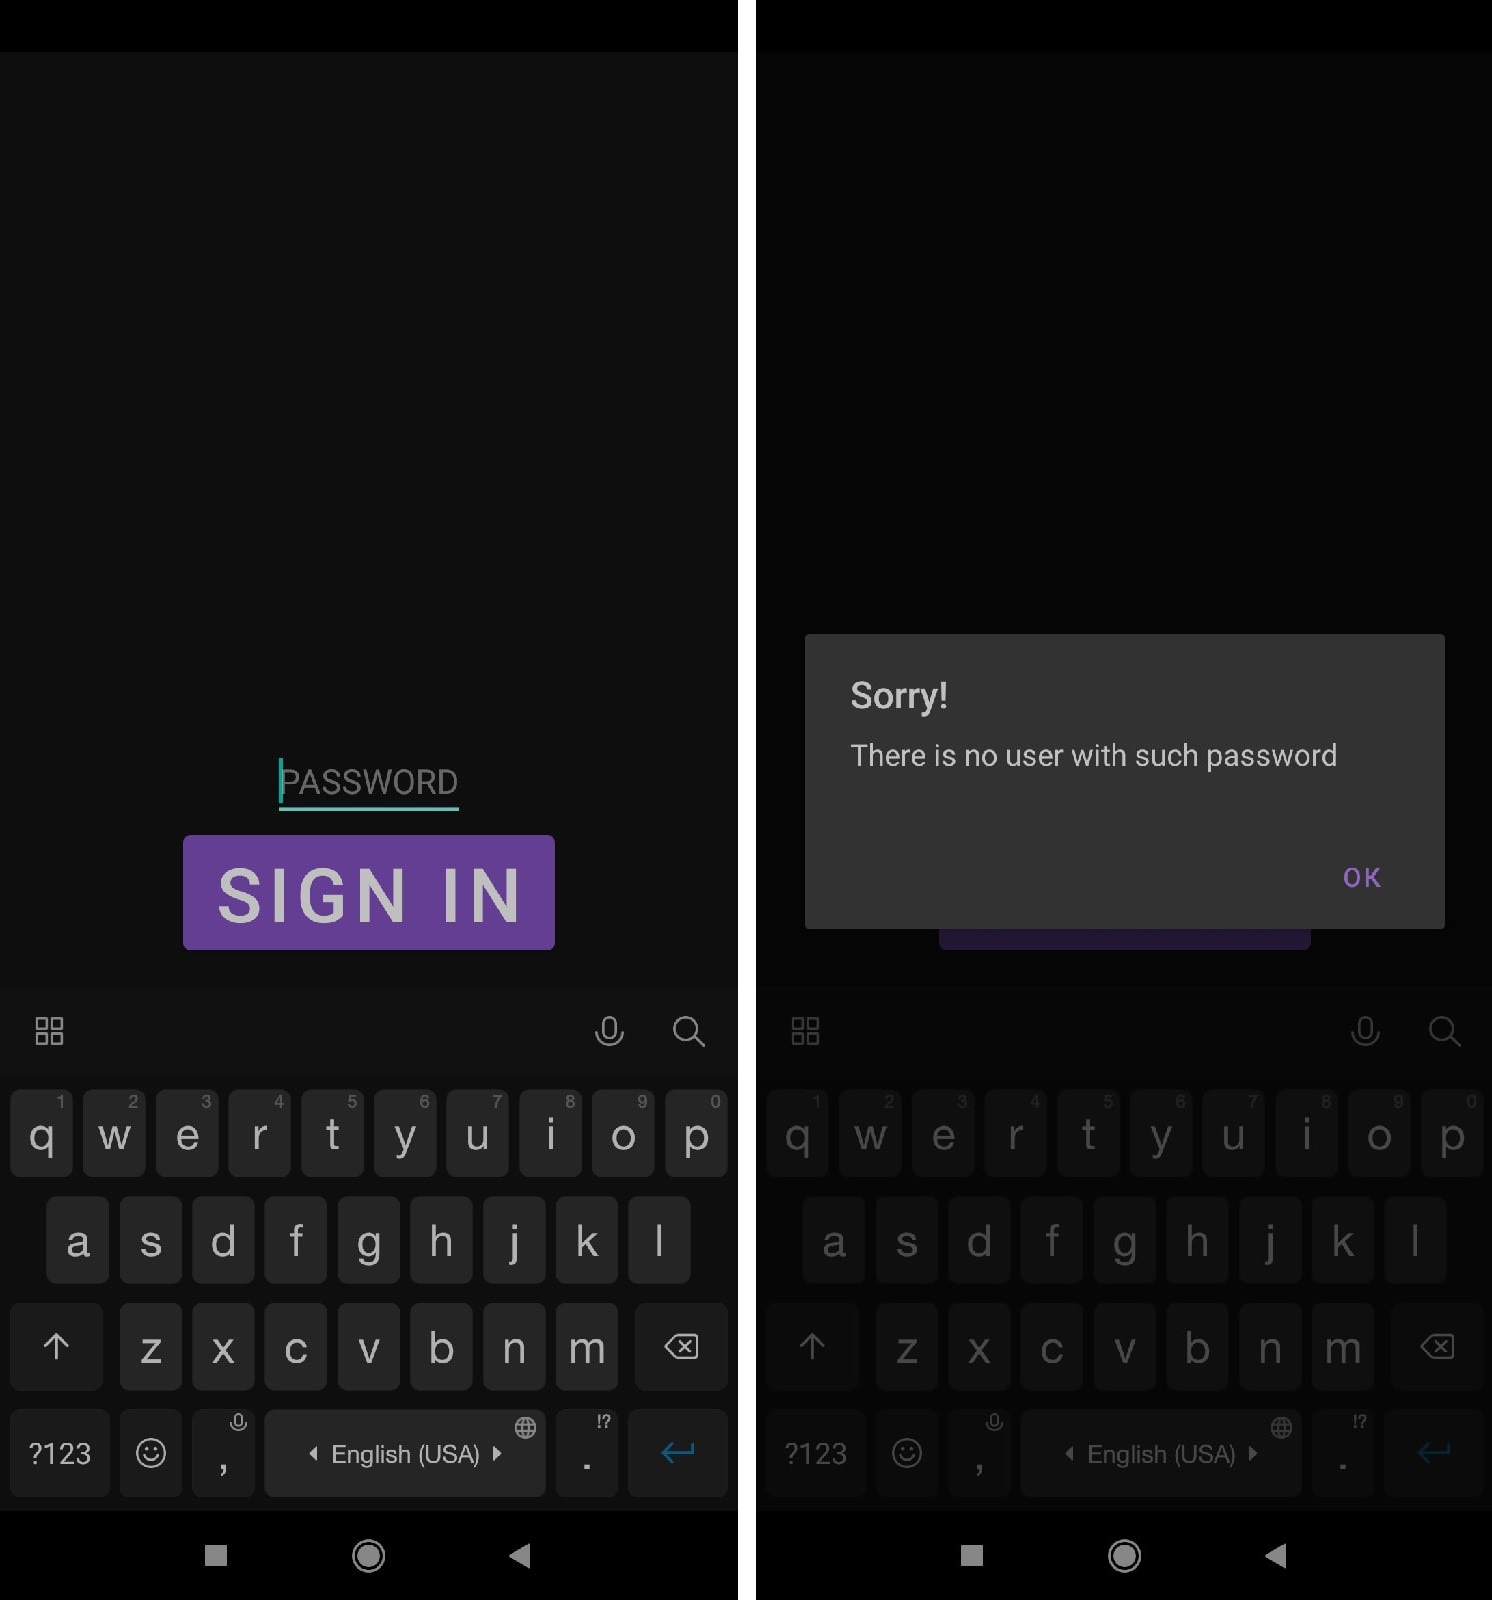 PASSWORD
SIGN IN
1 2 3 4 5 6 7 8 9 0
q w e r t y u i o p
a s d f g h j k l
z x c v b n m
!?
?123 , English (USA) .
Sorry!
There is no user with such password
OK
1 2 3 4 5 6 7 8 9 0
q w e r t y u i o p
a s d f g h j k l
z x c v b n m
!?
?123 , English (USA) .